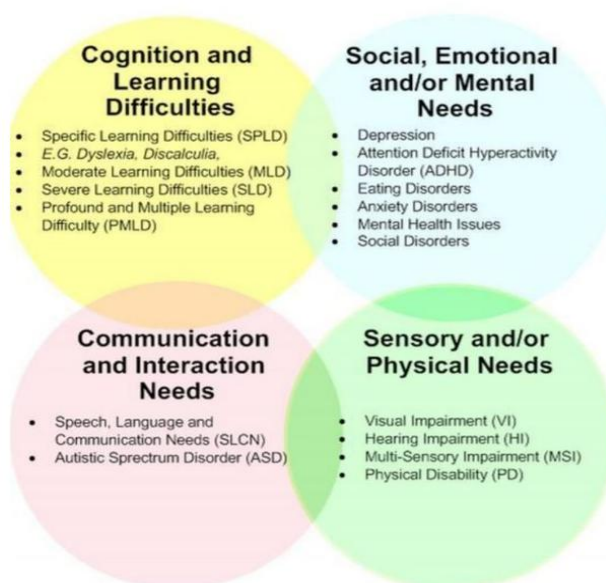 Cognition and
Learning
Difficulties
• Specific Learning Difficulties (SPLD)
• E.G. Dyslexia, Discalculia,
• Moderate Learning Difficulties (MLD)
• Severe Learning Difficulties (SLD)
• Profound and Multiple Learning
Difficulty (PMLD)
Social, Emotional
and/or Mental
Needs
• Depression
• Attention Deficit Hyperactivity
Disorder (ADHD)
• Eating Disorders
• Anxiety Disorders
• Mental Health Issues
• Social Disorders
Communication
and Interaction
Needs
• Speech, Language and
Communication Needs (SLCN)
• Autistic Sprectrum Disorder (ASD)
Sensory and/or
Physical Needs
• Visual Impairment (VI)
• Hearing Impairment (HI)
• Multi-Sensory Impairment (MSI)
• Physical Disability (PD)